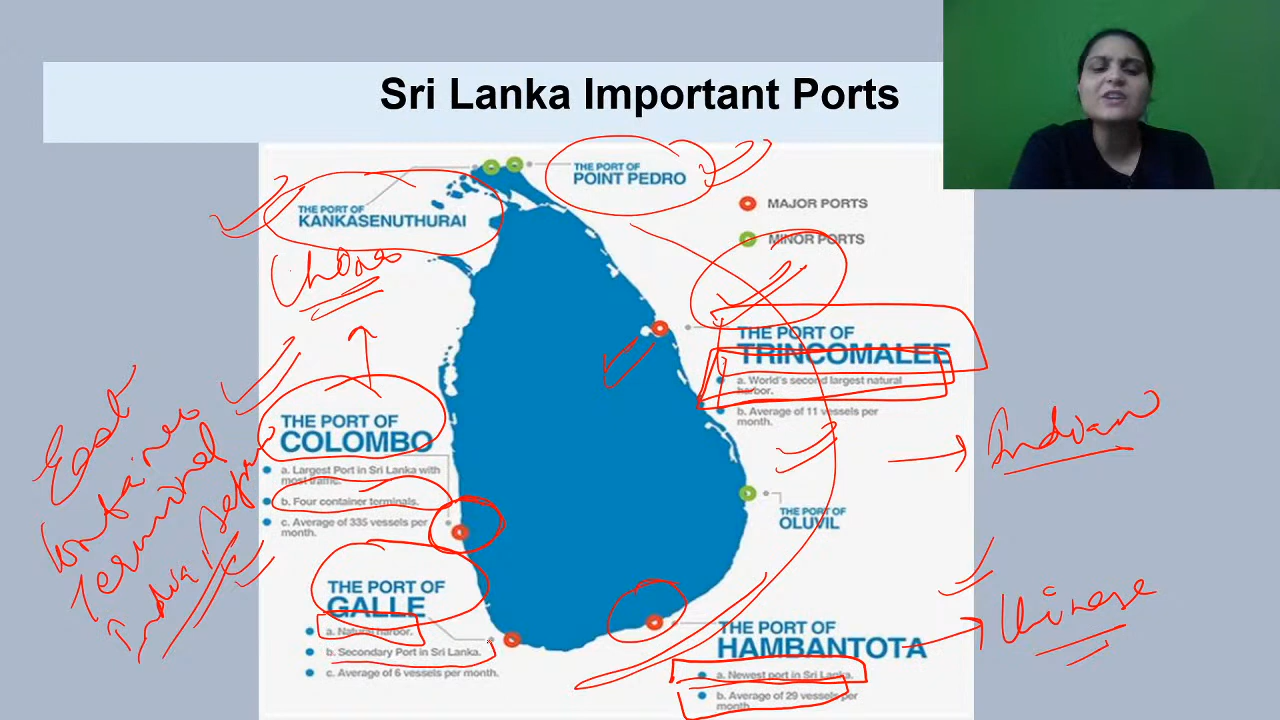 Sri Lanka Important Ports
THE PORT OF
POINT PEDRO
THE PORT OF
KANKASENUTHURAI
MAJOR PORTS
MINOR PORTS
THE PORT OF
TRINCOMALEE
a. World's second largest natural
harbor.
b. Average of 11 vessels per
month.
THE PORT OF
COLOMBO
a. Largest Port in Sri Lanka with
most traffic.
b. Four container terminals.
c. Average of 335 vessels per
month.
East
Container
Terminal
India
Indian
THE PORT OF
OLUVIL
THE PORT OF
GALLE
a. Natural harbor.
b. Secondary Port in Sri Lanka.
c. Average of 6 vessels per month.
THE PORT OF
HAMBANTOTA
a. Newest port in Sri Lanka.
b. Average of 29 vessels per
month.
Chinese